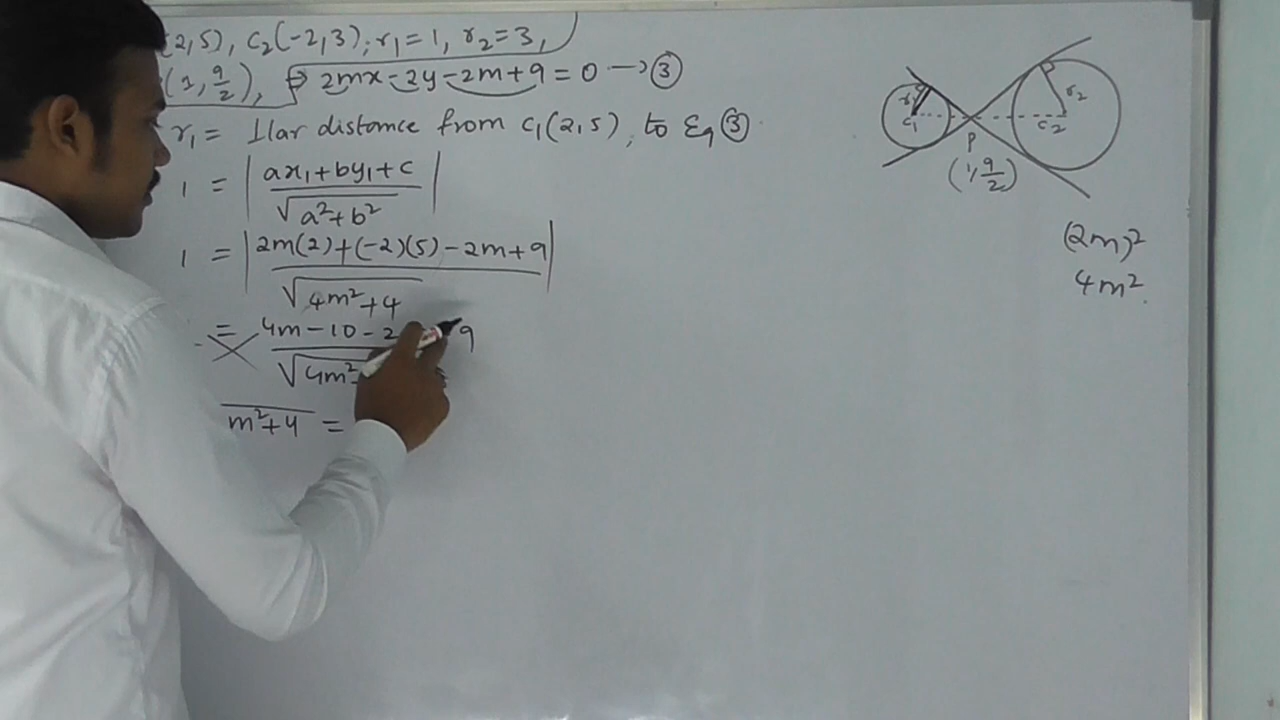 (2,5), C₂(-2,3); r₁=1, r₂=3,
(1, 9/2), P⇒ 2mx-2y-2m+9=0 → ③
r₁ = 1lar distance from C₁(2,5), to Eq ③
1 = | ax₁+by₁+c / √a²+b² |
1 = | 2m(2)+(-2)(5)-2m+9 / √4m²+4 |
= 4m-10-2 9 / √4m²
m²+4 =
r₁
C₁
P
(1, 9/2)
r₂
C₂
(2m)²
4m².